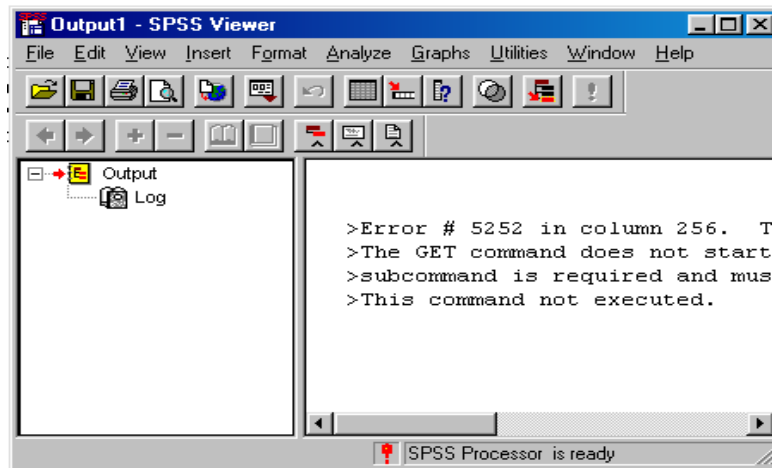 Output1 - SPSS Viewer
File Edit View Insert Format Analyze Graphs Utilities Window Help
Output
Log
>Error # 5252 in column 256. T
>The GET command does not start
>subcommand is required and mus
>This command not executed.
SPSS Processor is ready